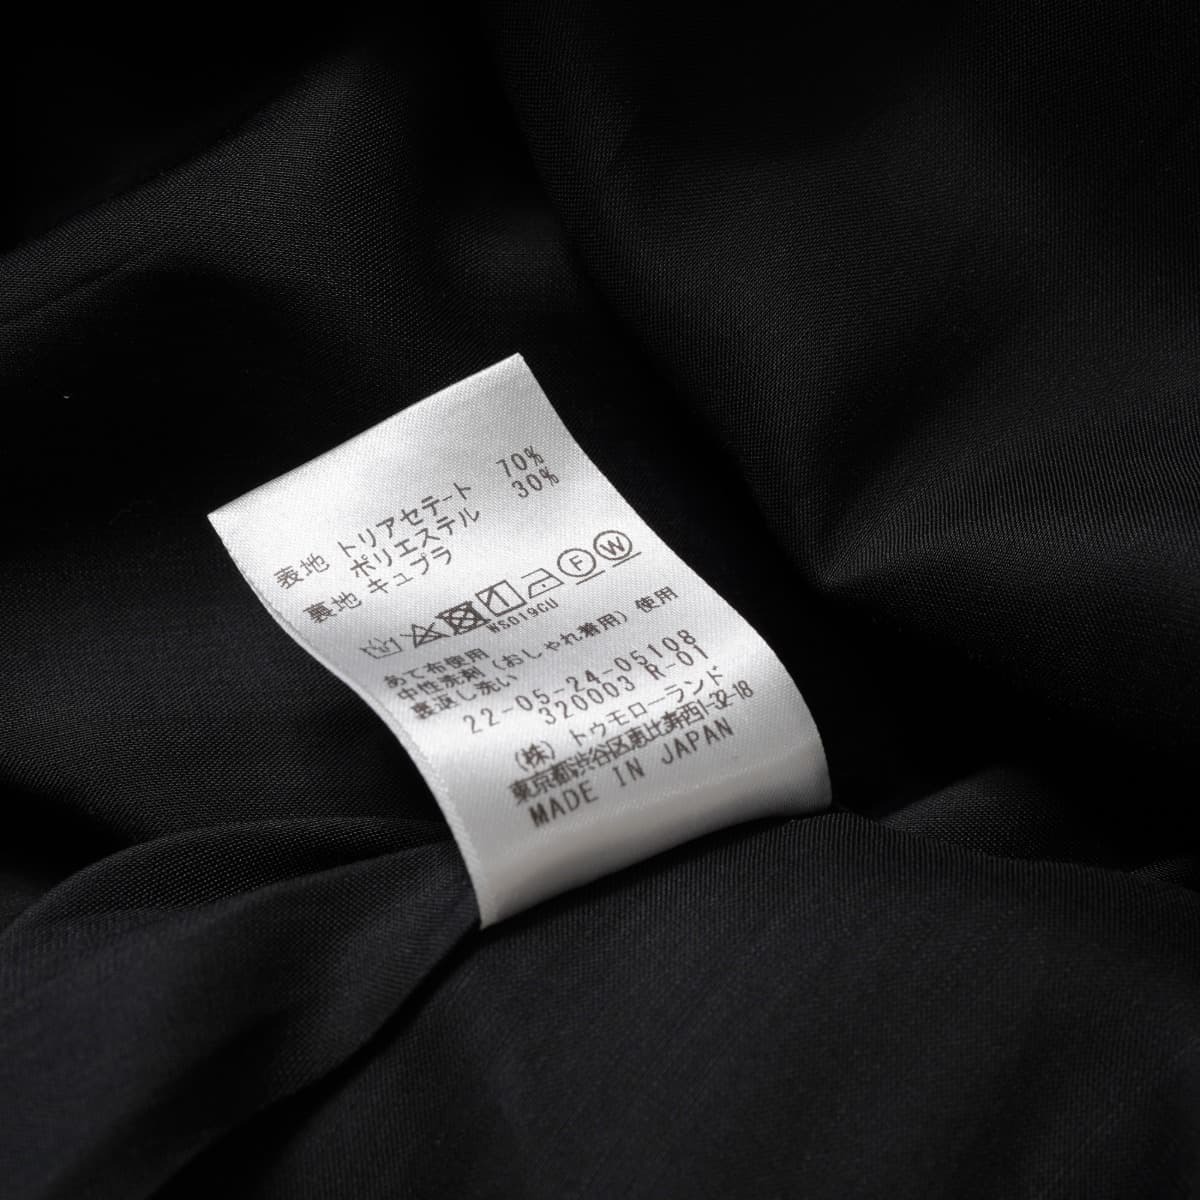 表地 トリアセテート 70%
ポリエステル 30%
裏地 キュプラ
NS019CU
あて布使用
中性洗剤(おしゃれ着用)使用
裏返し洗い
22-05-24-05108
320003 R-01
(株)トゥモローランド
東京都渋谷区恵比寿西1-32-18
MADE IN JAPAN